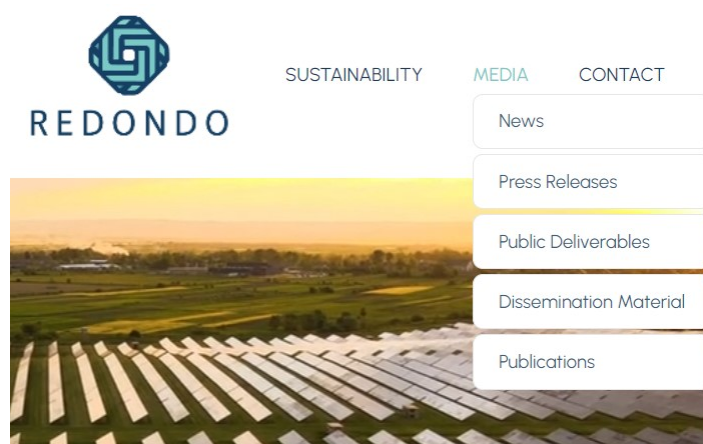 REDONDO
SUSTAINABILITY
MEDIA
CONTACT
News
Press Releases
Public Deliverables
Dissemination Material
Publications